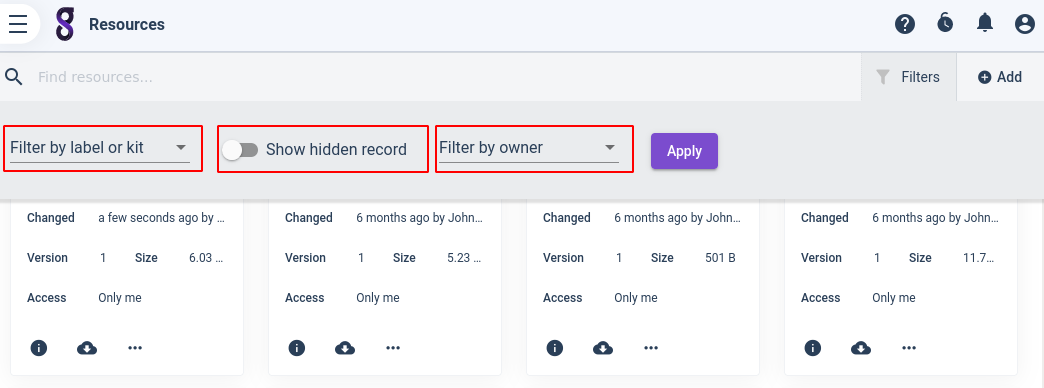 Resources
Find resources...
Filters
Add
Filter by label or kit
Show hidden record
Filter by owner
Apply
Changed a few seconds ago by ...
Version 1 Size 6.03 ...
Access Only me
Changed 6 months ago by John...
Version 1 Size 5.23 ...
Access Only me
Changed 6 months ago by John...
Version 1 Size 501 B
Access Only me
Changed 6 months ago by John...
Version 1 Size 11.7...
Access Only me